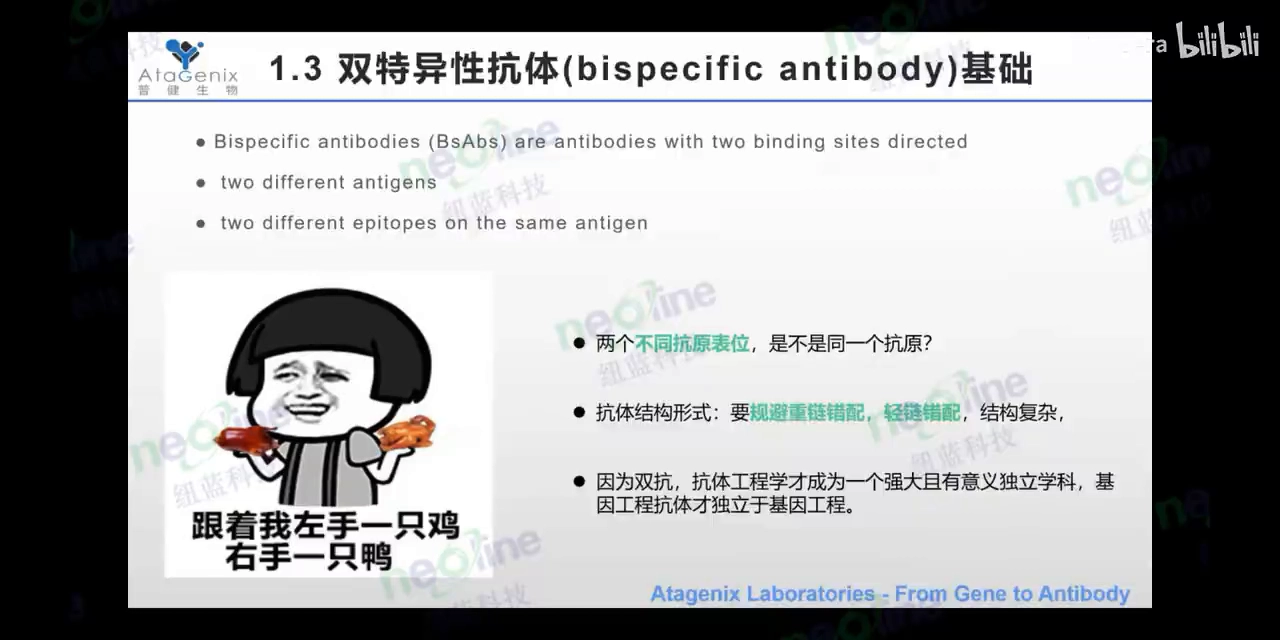 bilibili
AtaGenix
普健生物
1.3 双特异性抗体(bispecific antibody)基础
● Bispecific antibodies (BsAbs) are antibodies with two binding sites directed
● two different antigens
● two different epitopes on the same antigen
● 两个不同抗原表位，是不是同一个抗原？
● 抗体结构形式：要规避重链错配，轻链错配，结构复杂，
● 因为双抗，抗体工程学才成为一个强大且有意义独立学科，基
因工程抗体才独立于基因工程。
跟着我左手一只鸡
右手一只鸭
Atagenix Laboratories - From Gene to Antibody
neoline
纽蓝科技